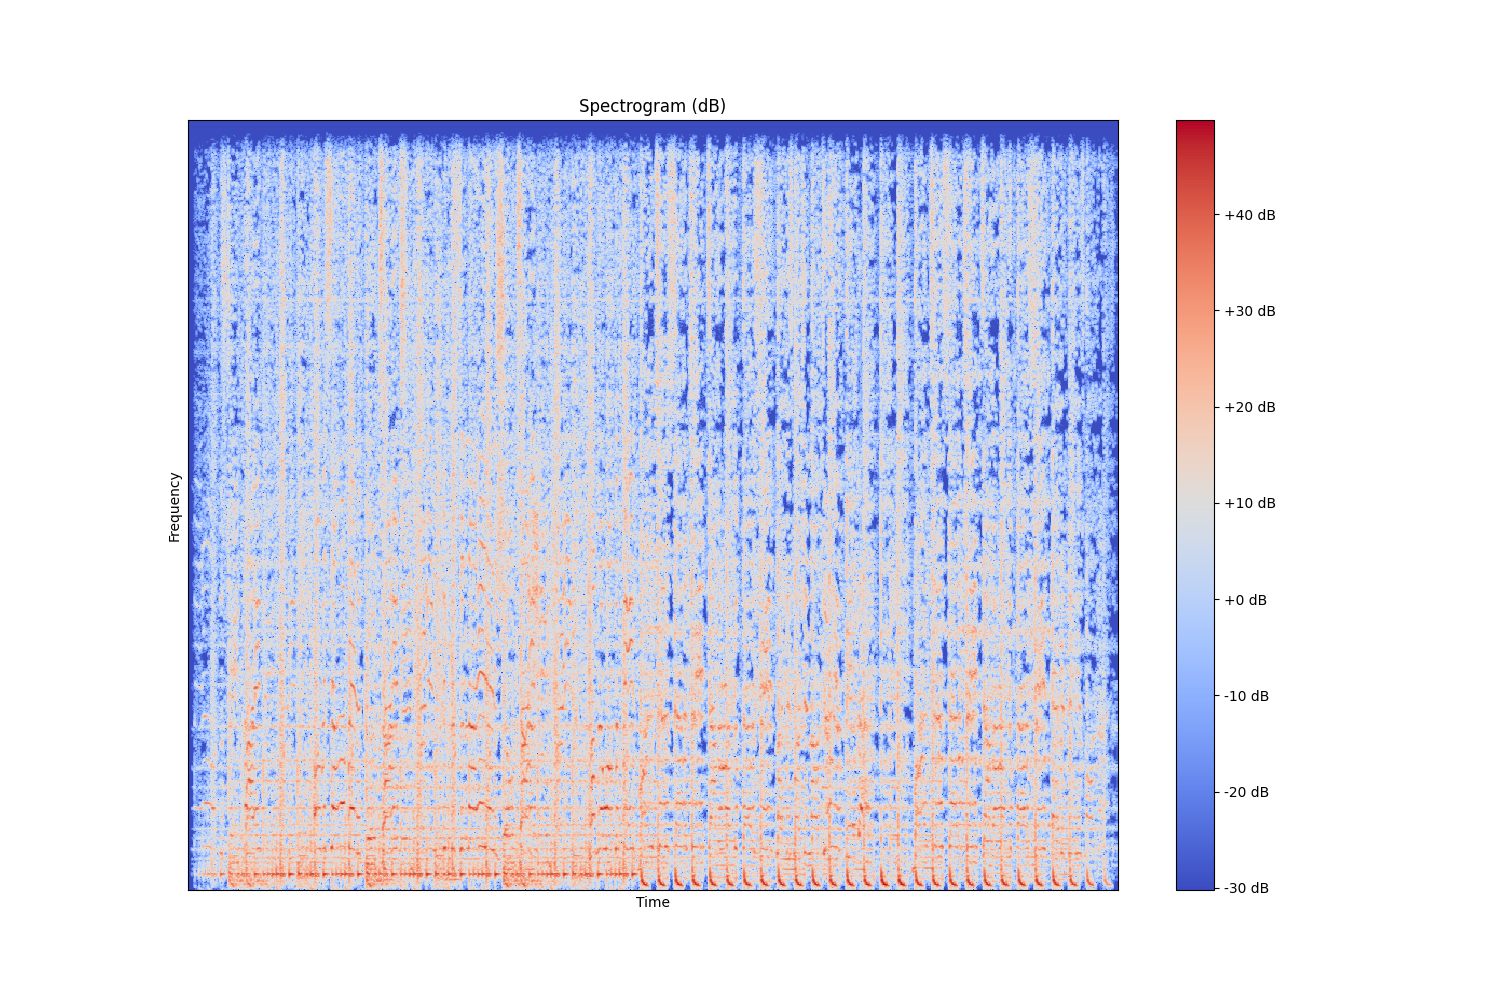 Spectrogram (dB)
Frequency
Time
+40 dB
+30 dB
+20 dB
+10 dB
+0 dB
-10 dB
-20 dB
-30 dB